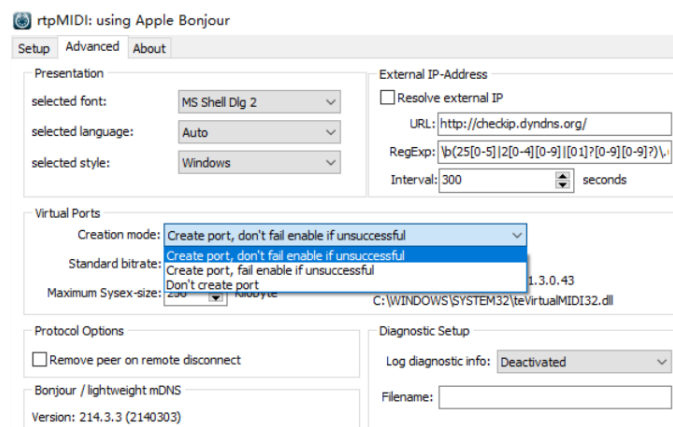 rtpMIDI: using Apple Bonjour
Setup Advanced About
Presentation
selected font: MS Shell Dlg 2
selected language: Auto
selected style: Windows
External IP-Address
Resolve external IP
URL: http://checkip.dyndns.org/
RegExp: \b(25[0-5]|2[0-4][0-9]|[01]?[0-9][0-9]?)\.
Interval: 300 seconds
Virtual Ports
Creation mode: Create port, don't fail enable if unsuccessful
Create port, don't fail enable if unsuccessful
Create port, fail enable if unsuccessful
Don't create port
Standard bitrate:
1.3.0.43
Maximum Sysex-size: 256 Kilobyte
C:\WINDOWS\SYSTEM32\teVirtualMIDI32.dll
Protocol Options
Remove peer on remote disconnect
Diagnostic Setup
Log diagnostic info: Deactivated
Filename:
Bonjour / lightweight mDNS
Version: 214.3.3 (2140303)